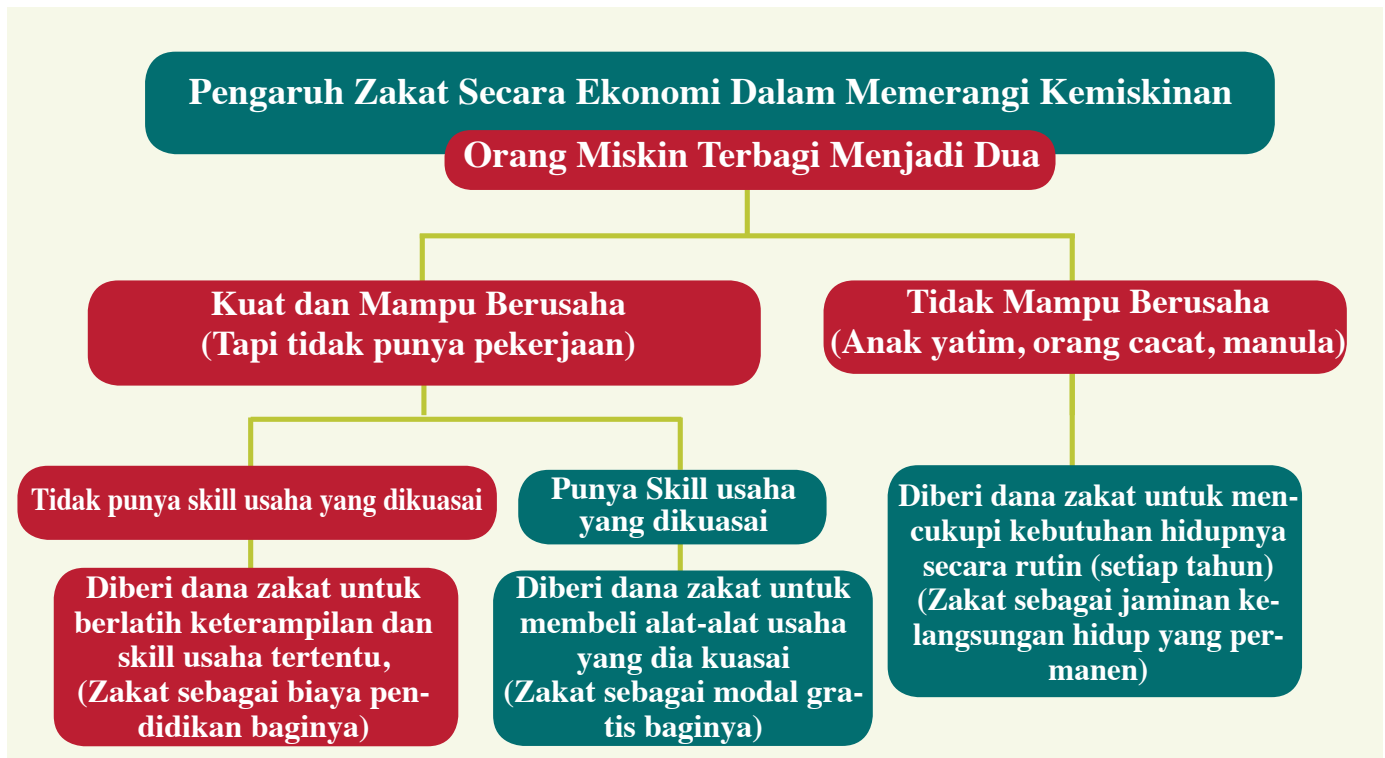 Pengaruh Zakat Secara Ekonomi Dalam Memerangi Kemiskinan
Orang Miskin Terbagi Menjadi Dua
Kuat dan Mampu Berusaha
(Tapi tidak punya pekerjaan)
Tidak Mampu Berusaha
(Anak yatim, orang cacat, manula)
Tidak punya skill usaha yang dikuasai
Punya Skill usaha
yang dikuasai
Diberi dana zakat untuk
berlatih keterampilan dan
skill usaha tertentu,
(Zakat sebagai biaya pen-
didikan baginya)
Diberi dana zakat untuk
membeli alat-alat usaha
yang dia kuasai
(Zakat sebagai modal gra-
tis baginya)
Diberi dana zakat untuk men-
cukupi kebutuhan hidupnya
secara rutin (setiap tahun)
(Zakat sebagai jaminan ke-
langsungan hidup yang per-
manen)